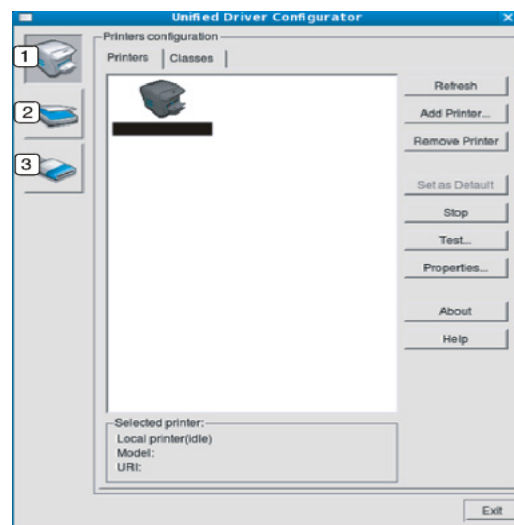 Unified Driver Configurator
Printers configuration
Printers
Classes
1
2
3
Refresh
Add Printer...
Remove Printer
Set as Default
Stop
Test...
Properties...
About
Help
Selected printer:
Local printer(idle)
Model:
URI:
Exit